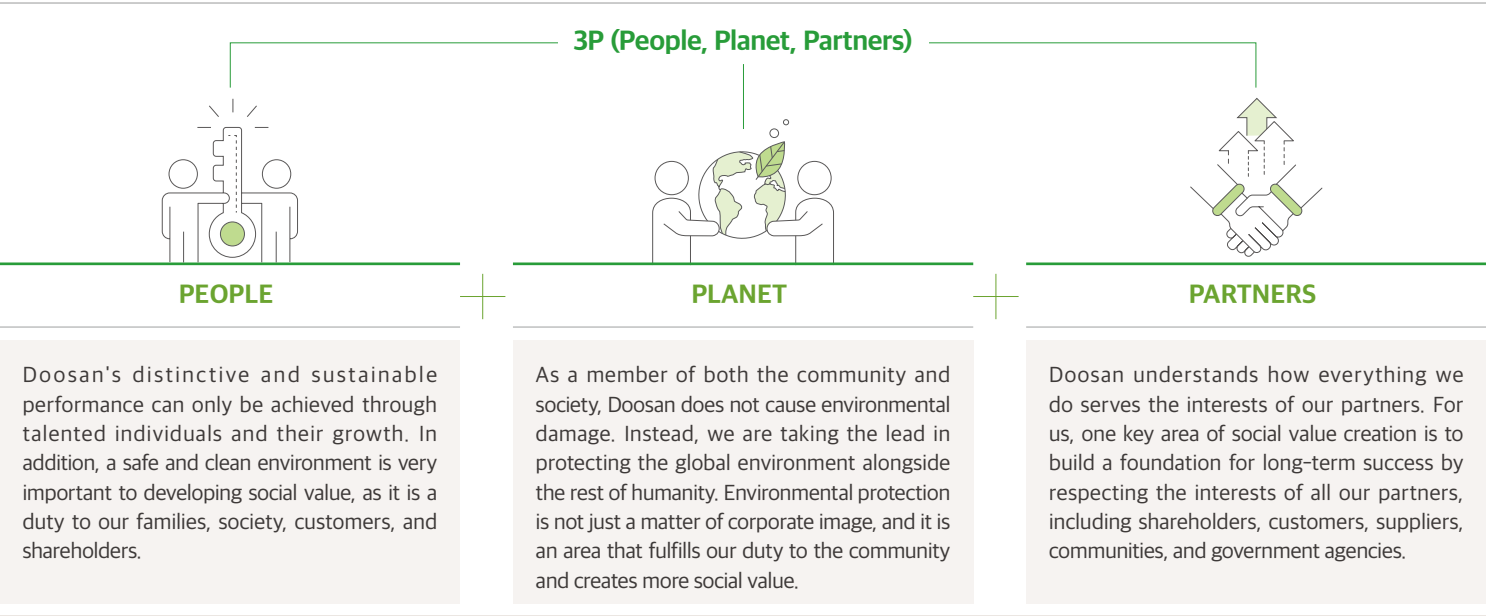 3P (People, Planet, Partners)
PEOPLE
Doosan's distinctive and sustainable
performance can only be achieved through
talented individuals and their growth. In
addition, a safe and clean environment is very
important to developing social value, as it is a
duty to our families, society, customers, and
shareholders.
PLANET
As a member of both the community and
society, Doosan does not cause environmental
damage. Instead, we are taking the lead in
protecting the global environment alongside
the rest of humanity. Environmental protection
is not just a matter of corporate image, and it is
an area that fulfills our duty to the community
and creates more social value.
PARTNERS
Doosan understands how everything we
do serves the interests of our partners. For
us, one key area of social value creation is to
build a foundation for long-term success by
respecting the interests of all our partners,
including shareholders, customers, suppliers,
communities, and government agencies.